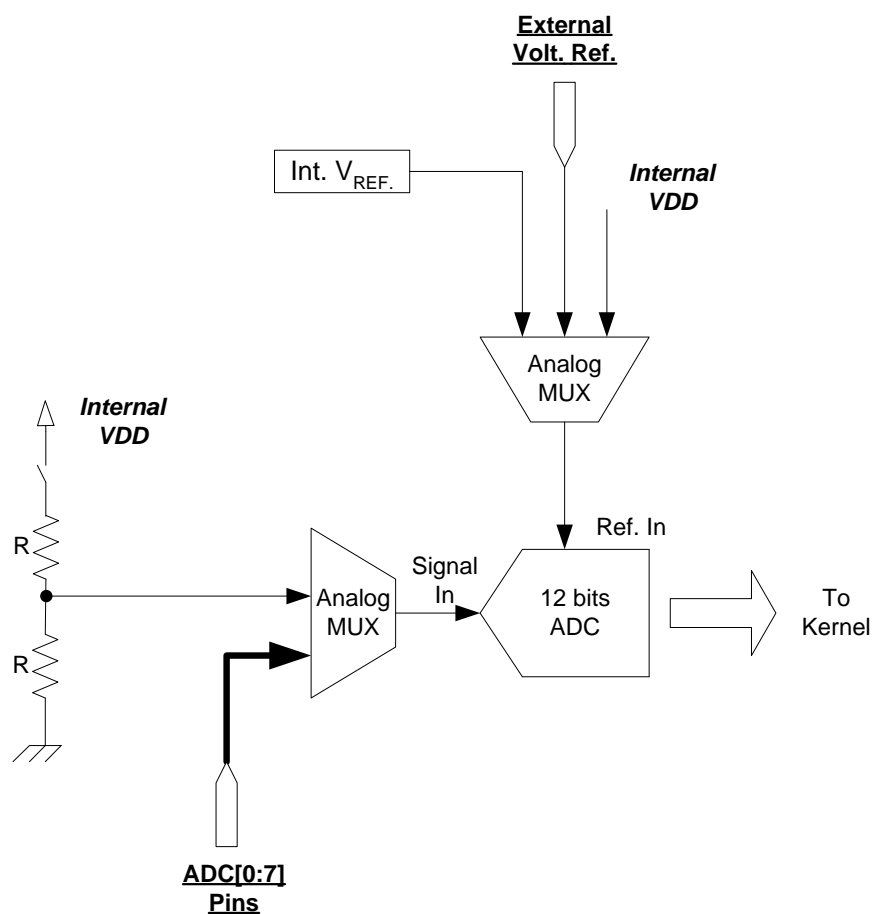 External
Volt. Ref.
Int. VREF.
Internal
VDD
Analog
MUX
Internal
VDD
Ref. In
R
Signal
In
Analog
MUX
12 bits
ADC
To
Kernel
R
ADC[0:7]
Pins